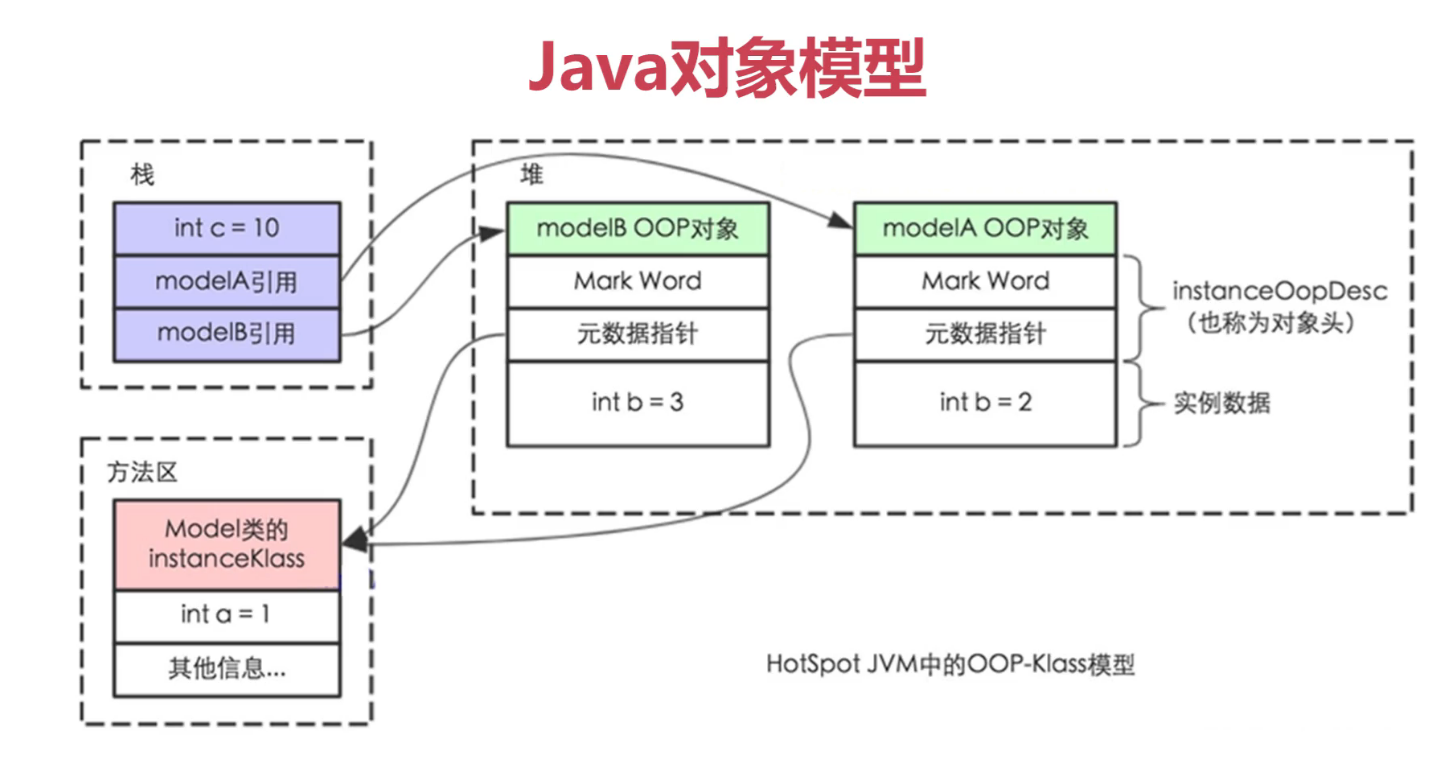 Java对象模型
栈
int c = 10
modelA引用
modelB引用
堆
modelB OOP对象
Mark Word
元数据指针
int b = 3
modelA OOP对象
Mark Word
元数据指针
int b = 2
instanceOopDesc
（也称为对象头）
实例数据
方法区
Model类的
instanceKlass
int a = 1
其他信息...
HotSpot JVM中的OOP-Klass模型